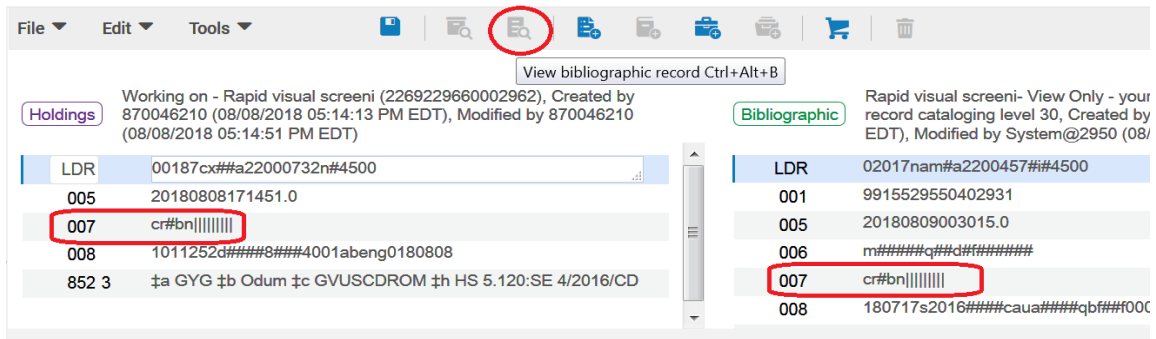 File Edit Tools
View bibliographic record Ctrl+Alt+B
Holdings
Working on - Rapid visual screeni (2269229660002962), Created by
870046210 (08/08/2018 05:14:13 PM EDT), Modified by 870046210
(08/08/2018 05:14:51 PM EDT)
LDR 00187cx##a22000732n#4500
005 20180808171451.0
007 cr#bn|||||||||
008 1011252d####8###4001abeng0180808
852 3 ‡a GYG ‡b Odum ‡c GVUSCDROM ‡h HS 5.120:SE 4/2016/CD
Bibliographic
Rapid visual screeni- View Only - your
record cataloging level 30, Created by
EDT), Modified by System@2950 (08/
LDR 02017nam#a2200457#i#4500
001 9915529550402931
005 20180809003015.0
006 m#####q##d#f######
007 cr#bn|||||||||
008 180717s2016####caua####qbf##f000